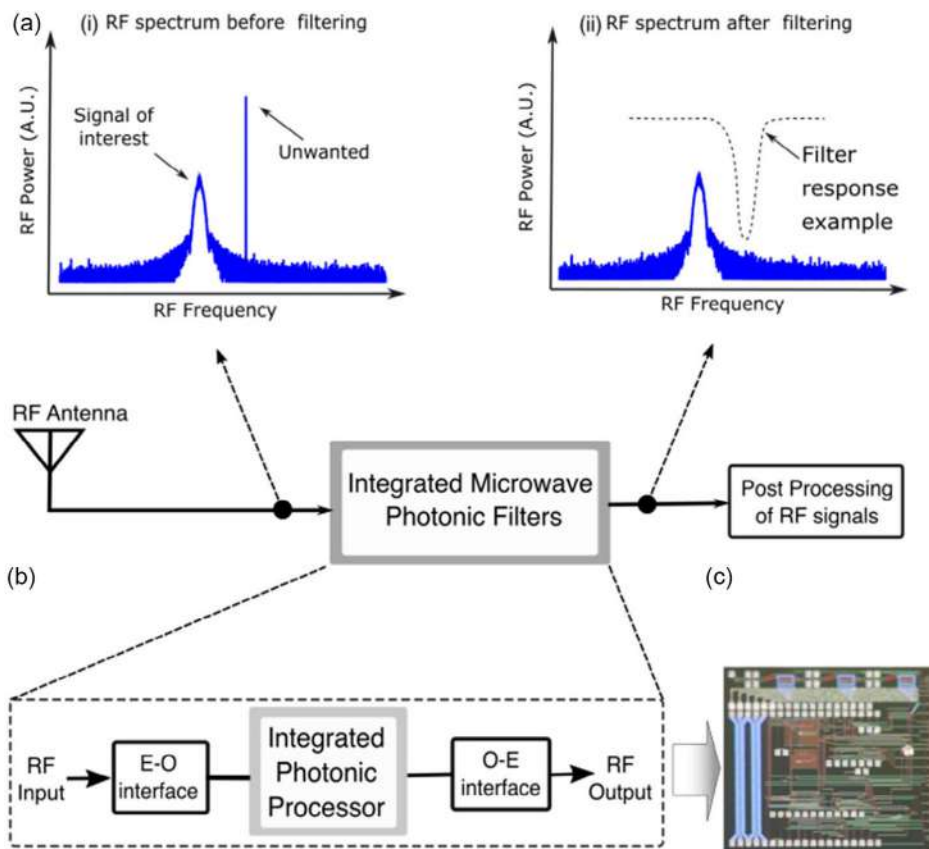 (a)
(i) RF spectrum before filtering
RF Power (A.U.)
Signal of
interest
Unwanted
RF Frequency
(ii) RF spectrum after filtering
RF Power (A.U.)
Filter
response
example
RF Frequency
RF Antenna
Integrated Microwave
Photonic Filters
Post Processing
of RF signals
(b)
(c)
RF
Input
E-O
interface
Integrated
Photonic
Processor
O-E
interface
RF
Output